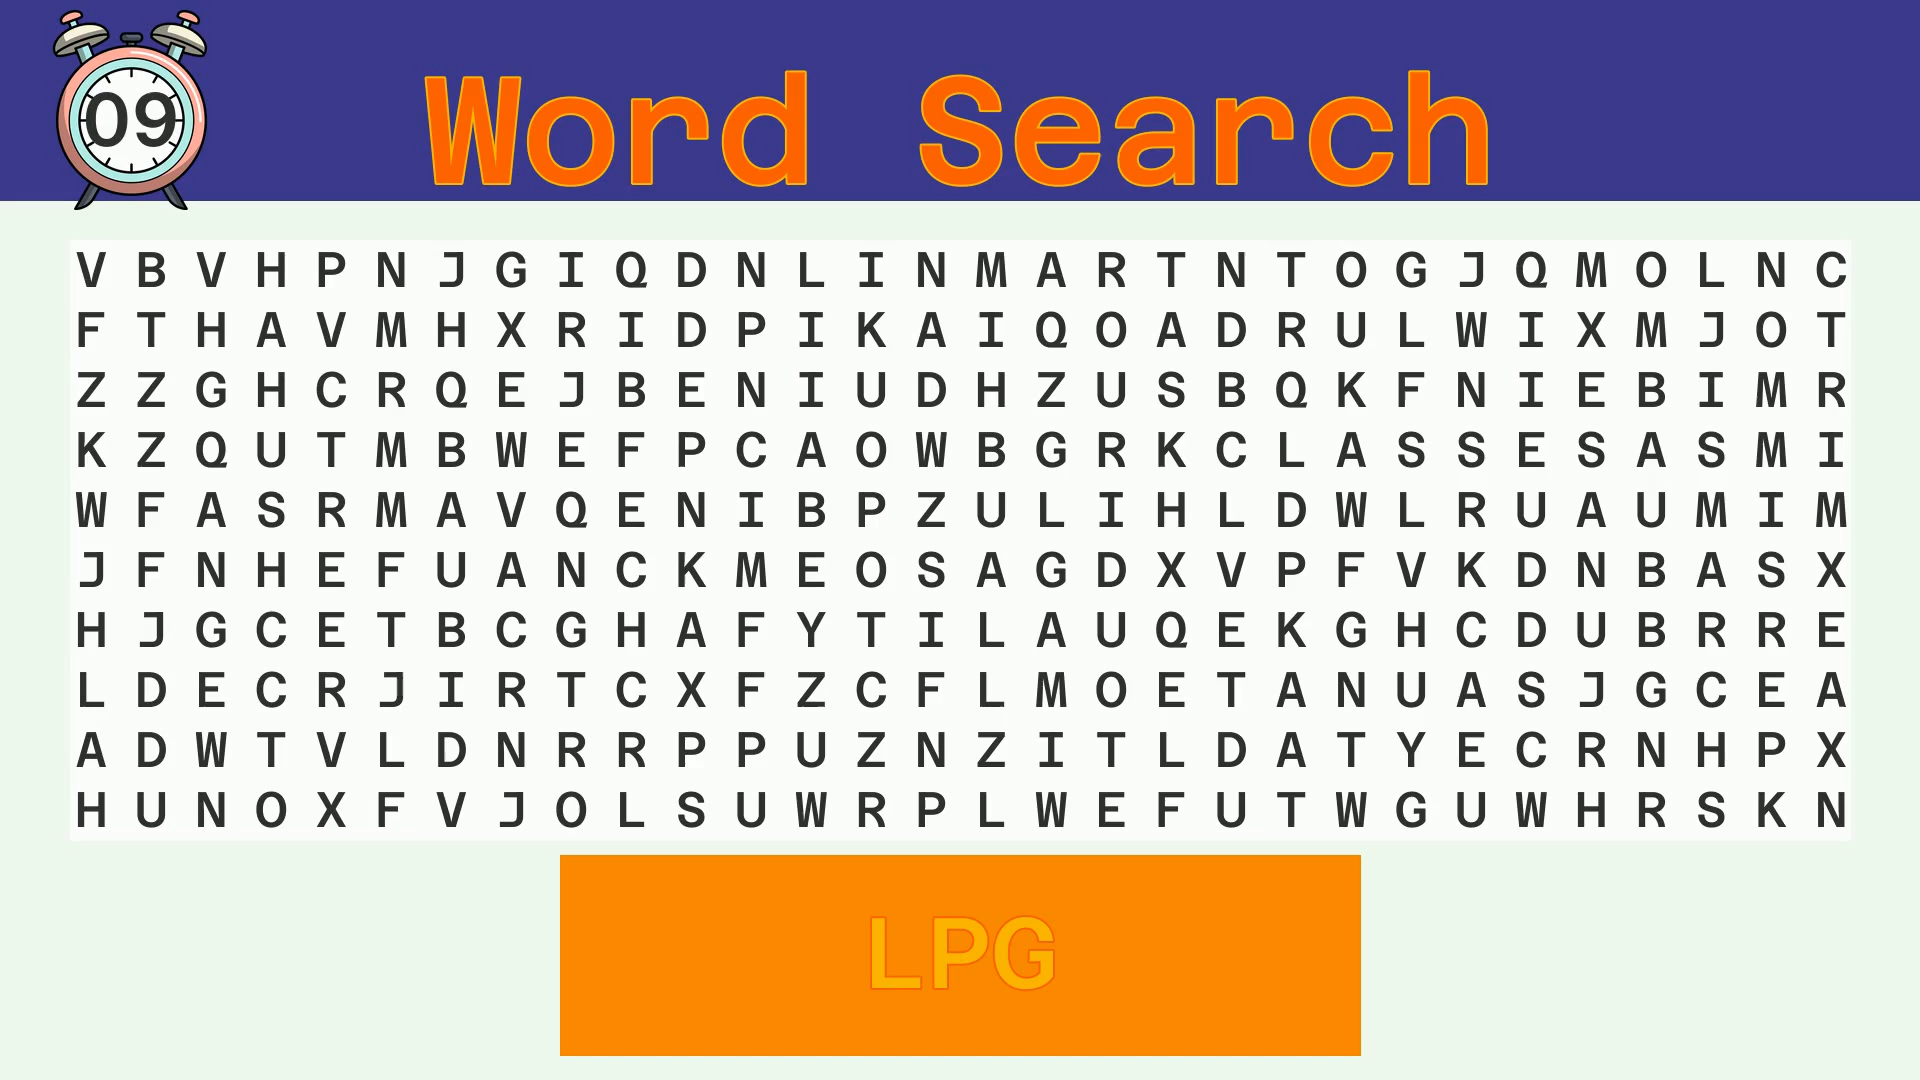 09
Word Search
V B V H P N J G I Q D N L I N M A R T N T O G J Q M O L N C
F T H A V M H X R I D P I K A I Q O A D R U L W I X M J O T
Z Z G H C R Q E J B E N I U D H Z U S B Q K F N I E B I M R
K Z Q U T M B W E F P C A O W B G R K C L A S S E S A S M I
W F A S R M A V Q E N I B P Z U L I H L D W L R U A U M I M
J F N H E F U A N C K M E O S A G D X V P F V K D N B A S X
H J G C E T B C G H A F Y T I L A U Q E K G H C D U B R R E
L D E C R J I R T C X F Z C F L M O E T A N U A S J G C E A
A D W T V L D N R R P P U Z N Z I T L D A T Y E C R N H P X
H U N O X F V J O L S U W R P L W E F U T W G U W H R S K N
LPG